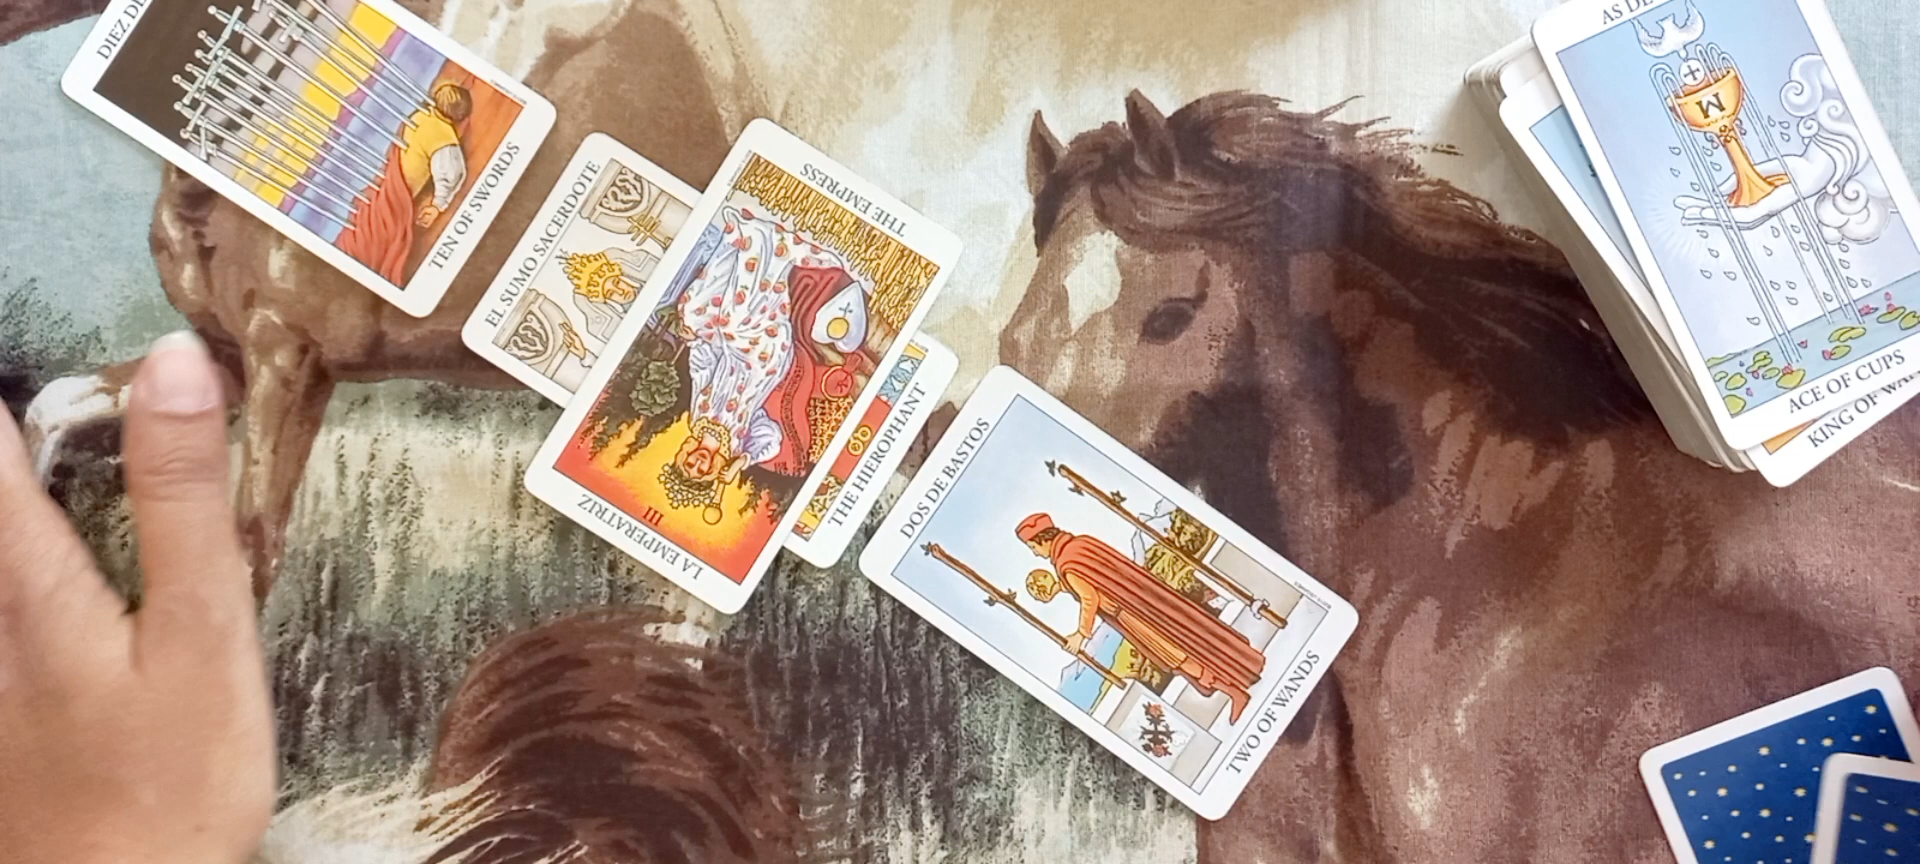 DIEZ DE
TEN OF SWORDS
EL SUMO SACERDOTE
THE HIEROPHANT
THE EMPRESS
III
LA EMPERATRIZ
DOS DE BASTOS
TWO OF WANDS
AS DE
ACE OF CUPS
KING OF WA